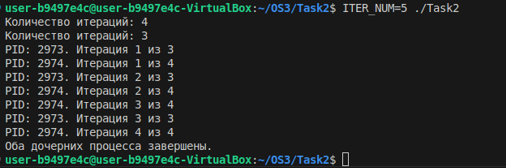 user-b9497e4c@user-b9497e4c-VirtualBox:~/OS3/Task2$ ITER_NUM=5 ./Task2
Количество итераций: 4
Количество итераций: 3
PID: 2973. Итерация 1 из 3
PID: 2974. Итерация 1 из 4
PID: 2973. Итерация 2 из 3
PID: 2974. Итерация 2 из 4
PID: 2973. Итерация 3 из 3
PID: 2974. Итерация 3 из 4
PID: 2974. Итерация 4 из 4
Оба дочерних процесса завершены.
user-b9497e4c@user-b9497e4c-VirtualBox:~/OS3/Task2$